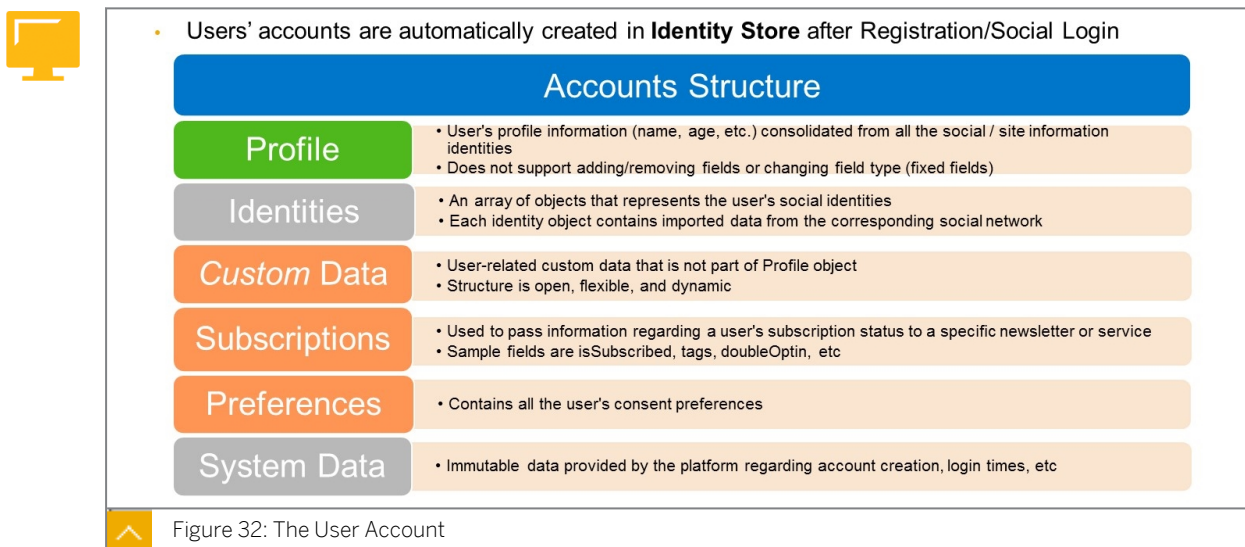 • Users' accounts are automatically created in Identity Store after Registration/Social Login
Accounts Structure
Profile
• User's profile information (name, age, etc.) consolidated from all the social / site information
identities
• Does not support adding/removing fields or changing field type (fixed fields)
Identities
• An array of objects that represents the user's social identities
• Each identity object contains imported data from the corresponding social network
Custom Data
• User-related custom data that is not part of Profile object
• Structure is open, flexible, and dynamic
Subscriptions
• Used to pass information regarding a user's subscription status to a specific newsletter or service
• Sample fields are isSubscribed, tags, doubleOptin, etc
Preferences
• Contains all the user's consent preferences
System Data
• Immutable data provided by the platform regarding account creation, login times, etc
Figure 32: The User Account